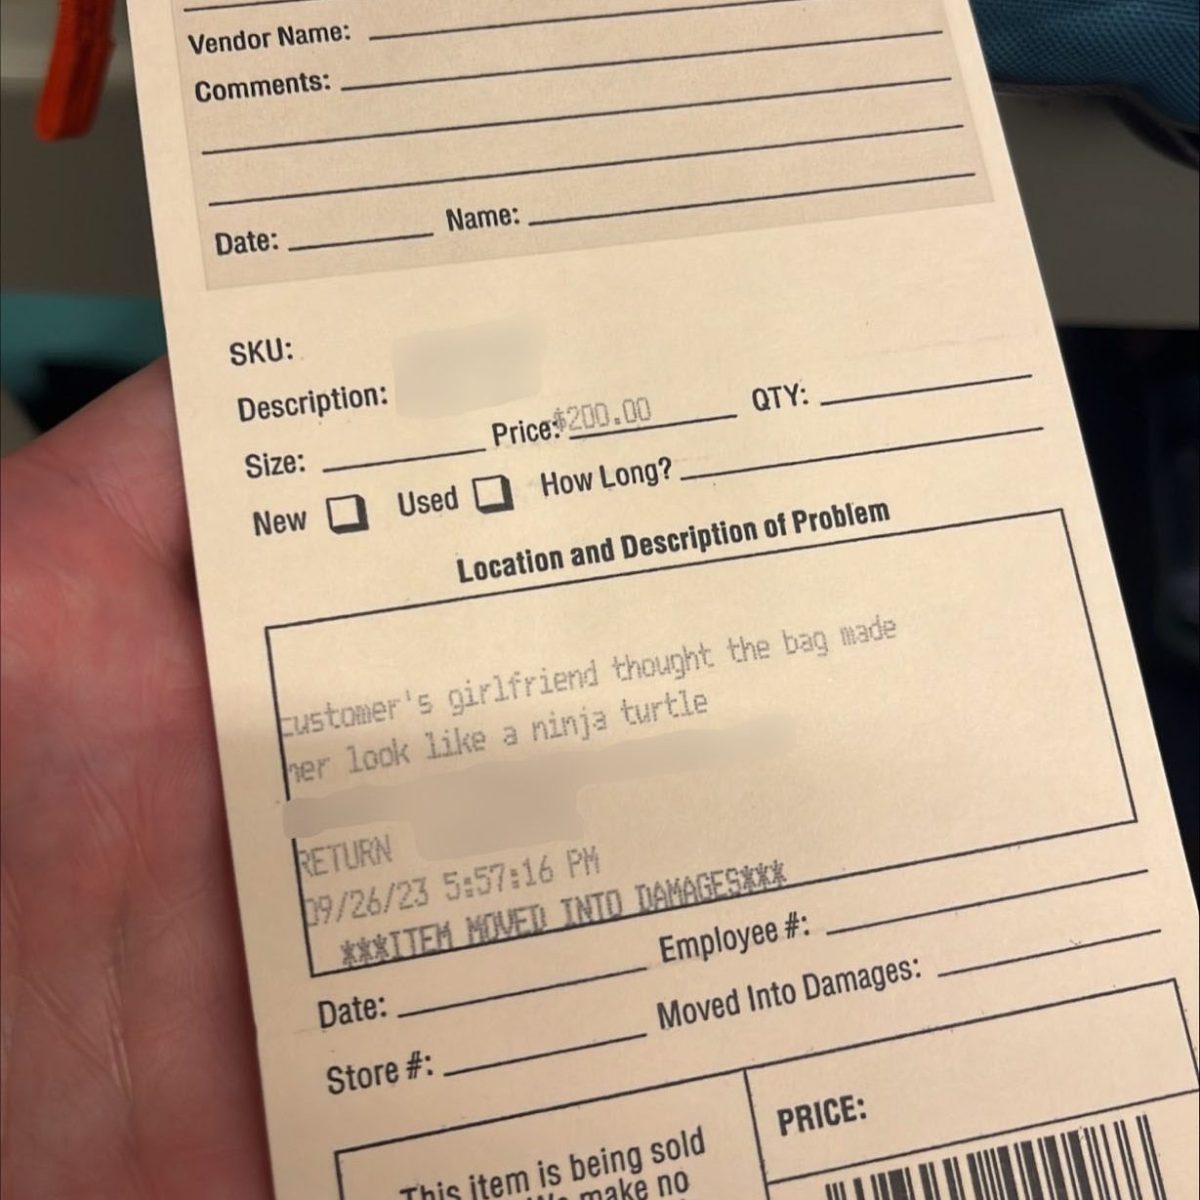 Vendor Name:
Comments:
Date: Name:
SKU:
Description:
Size: Price: $200.00 QTY:
New Used How Long?
Location and Description of Problem
customer's girlfriend thought the bag made
her look like a ninja turtle
RETURN
09/26/23 5:57:16 PM
***ITEM MOVED INTO DAMAGES***
Date: Employee #:
Store #: Moved Into Damages:
This item is being sold
make no
PRICE: